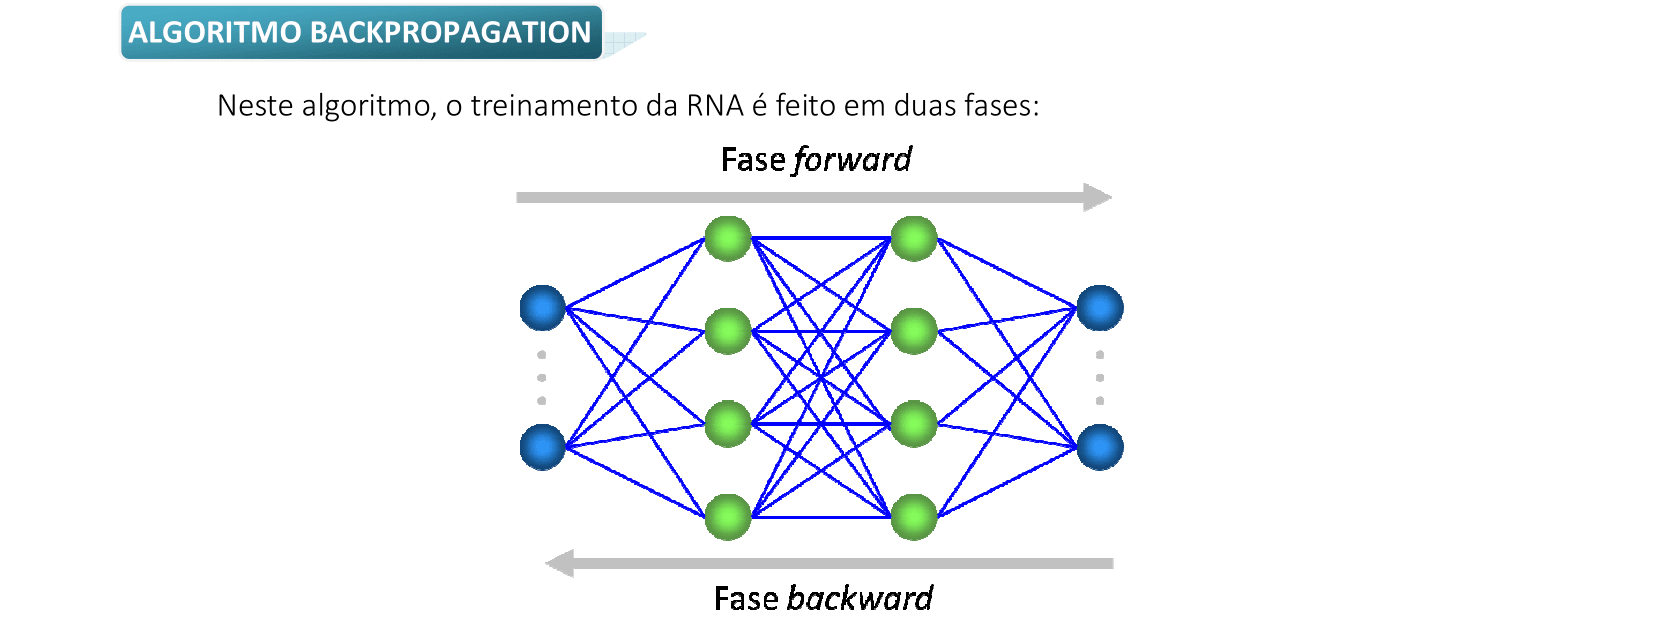 ALGORITMO BACKPROPAGATION
Neste algoritmo, o treinamento da RNA é feito em duas fases:
Fase forward
Fase backward